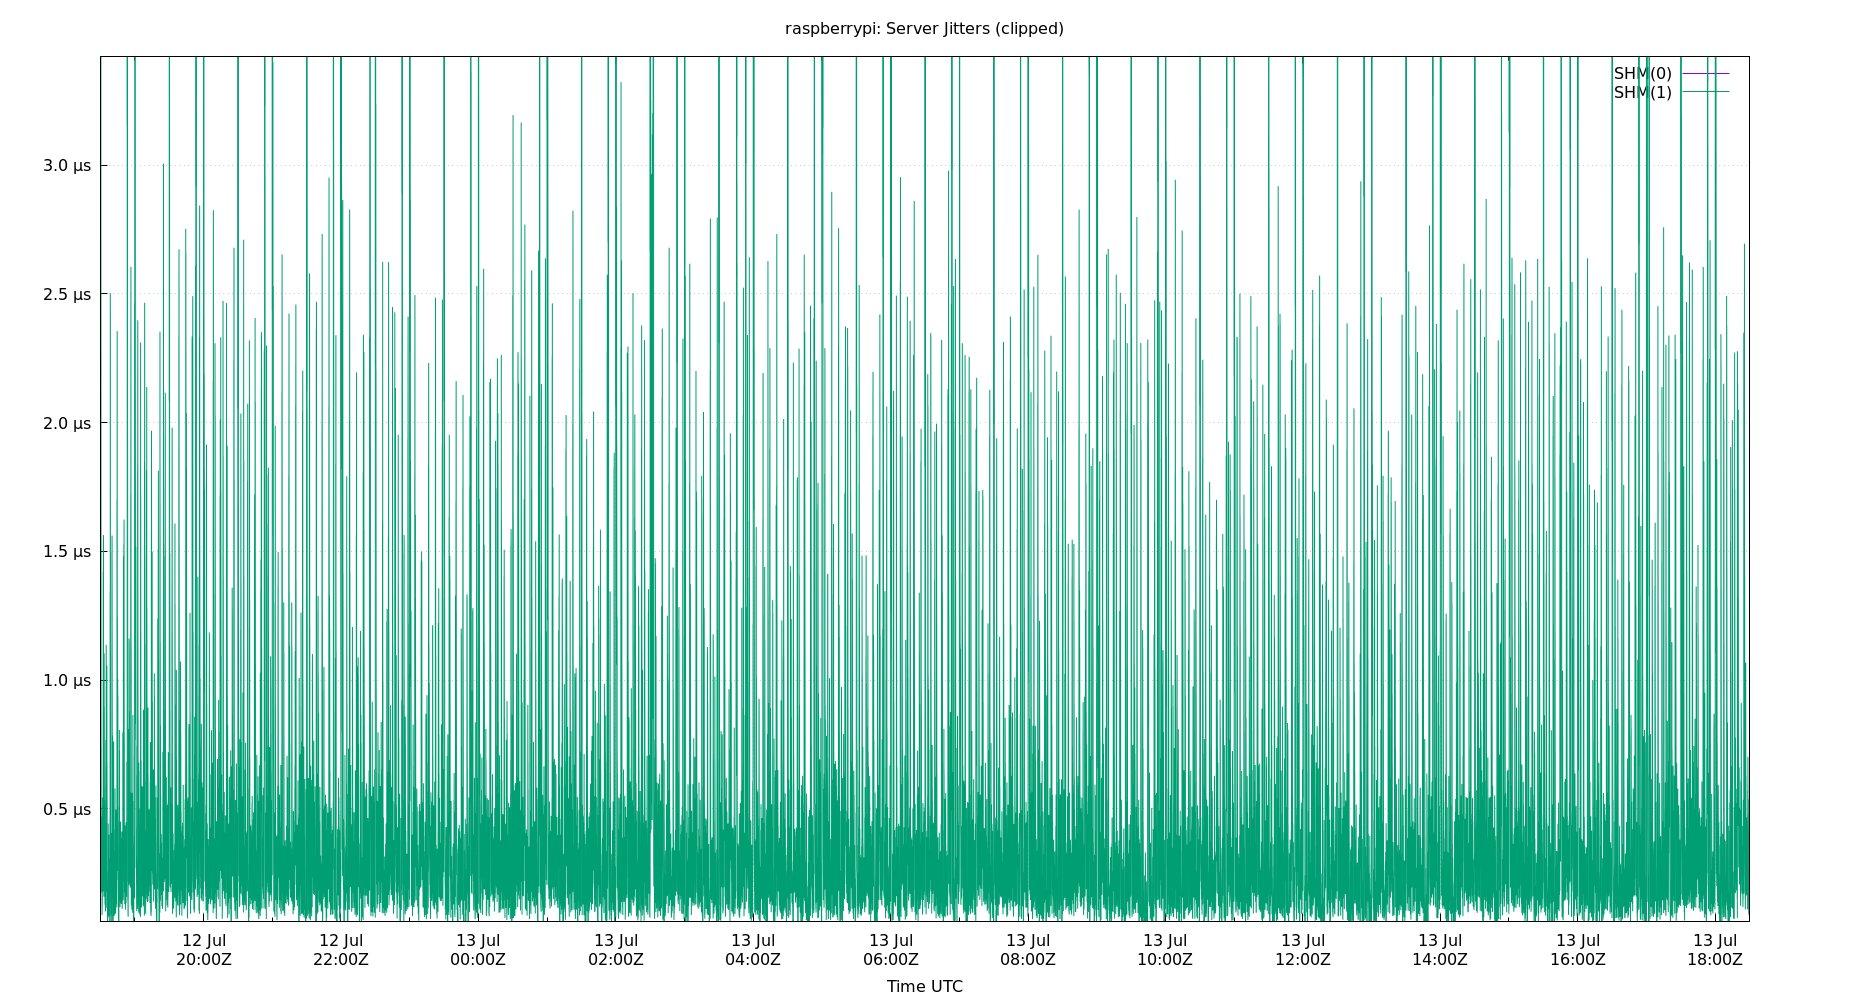 raspberrypi: Server Jitters (clipped)
SHM(0)
SHM(1)
3.0 μs
2.5 μs
2.0 μs
1.5 μs
1.0 μs
0.5 μs
12 Jul 12 Jul 13 Jul 13 Jul 13 Jul 13 Jul 13 Jul 13 Jul 13 Jul 13 Jul 13 Jul 13 Jul
20:00Z 22:00Z 00:00Z 02:00Z 04:00Z 06:00Z 08:00Z 10:00Z 12:00Z 14:00Z 16:00Z 18:00Z
Time UTC